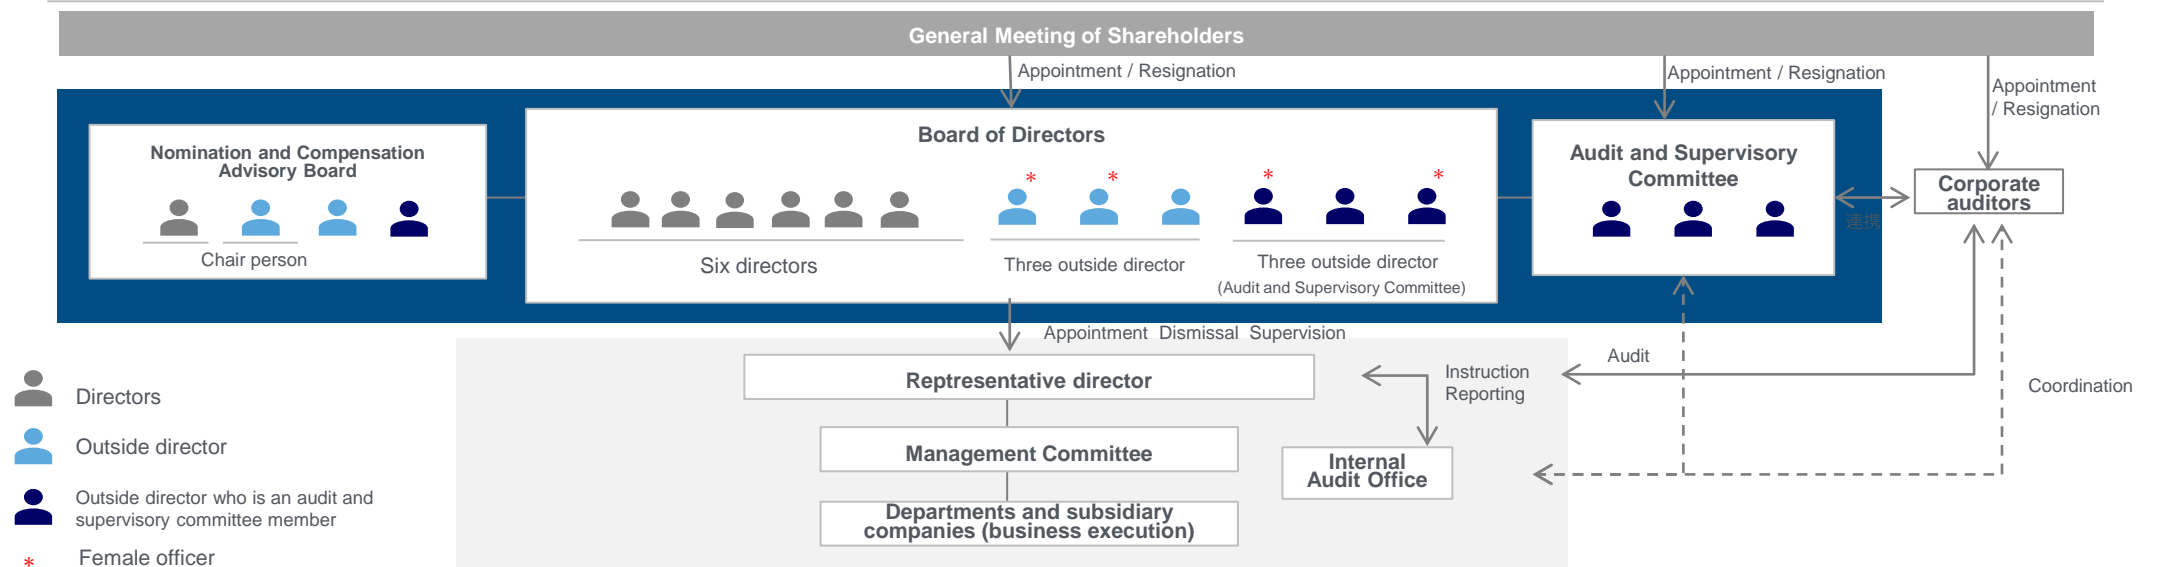 General Meeting of Shareholders
Appointment / Resignation
Appointment / Resignation
Appointment
/ Resignation
Nomination and Compensation
Advisory Board
Chair person
Board of Directors
*
*
*
*
Six directors
Three outside director
Three outside director
(Audit and Supervisory Committee)
Audit and Supervisory
Committee
連携
Corporate
auditors
Appointment Dismissal Supervision
Reptresentative director
Management Committee
Departments and subsidiary
companies (business execution)
Instruction
Reporting
Internal
Audit Office
Audit
Coordination
Directors
Outside director
Outside director who is an audit and
supervisory committee member
* Female officer